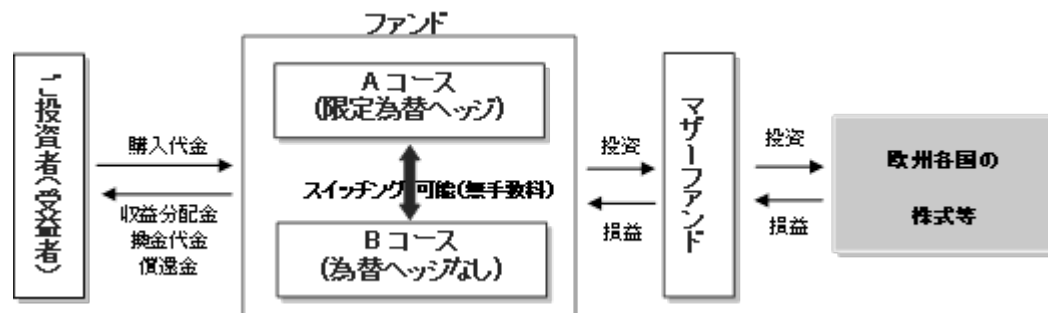 ファンド
ご投資者(受益者)
購入代金
収益分配金
換金代金
償還金
Aコース
(限定為替ヘッジ)
スイッチング可能(無手数料)
Bコース
(為替ヘッジなし)
投資
損益
マザーファンド
投資
損益
欧州各国の
株式等